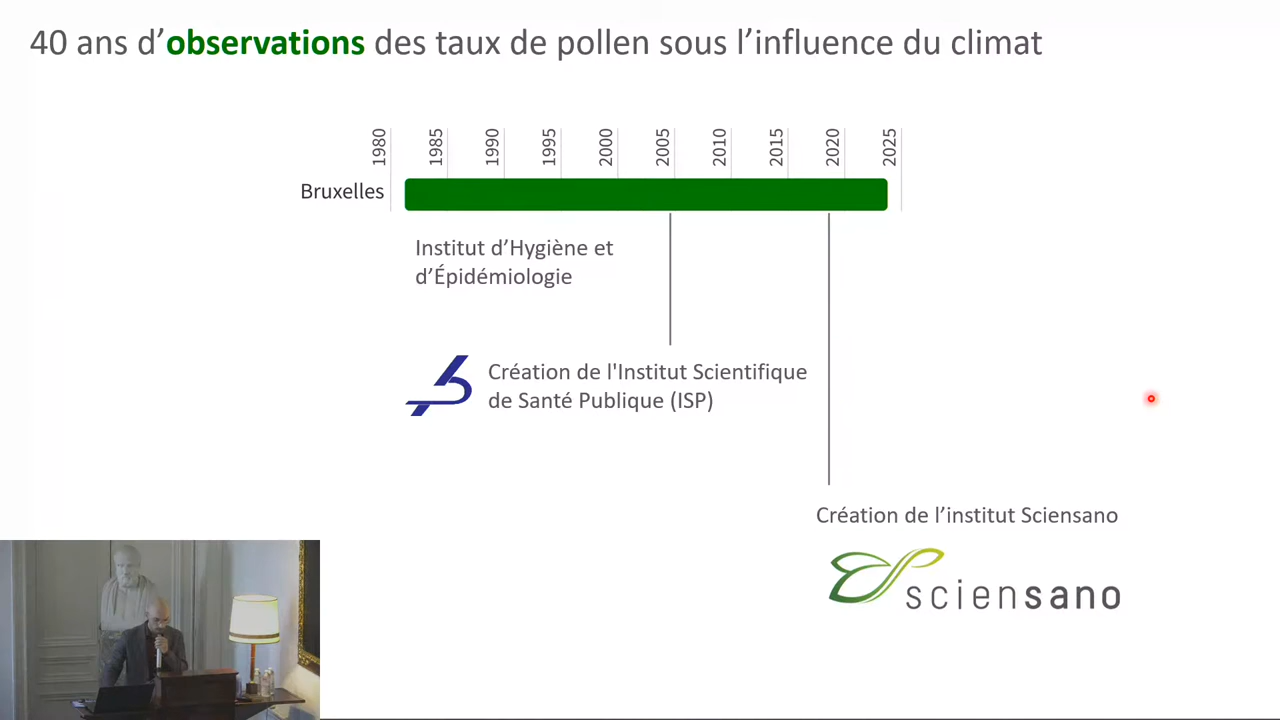 40 ans d’observations des taux de pollen sous l’influence du climat
1980 1985 1990 1995 2000 2005 2010 2015 2020 2025
Bruxelles
Institut d’Hygiène et
d’Épidémiologie
Création de l'Institut Scientifique
de Santé Publique (ISP)
Création de l’institut Sciensano
sciensano